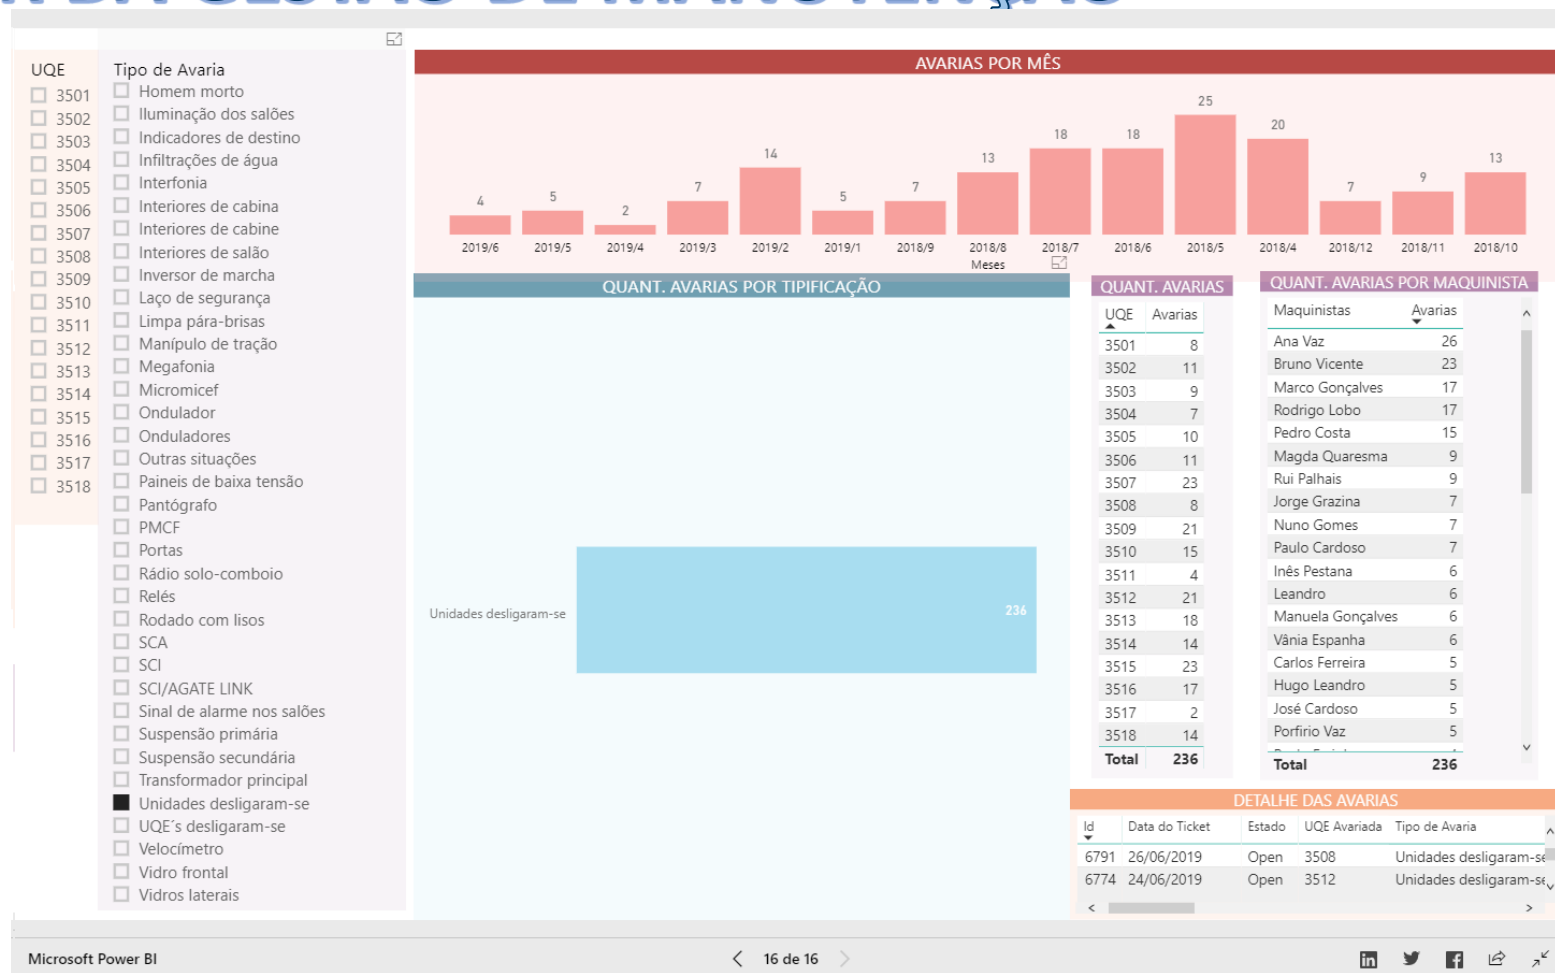 UQE
3501
3502
3503
3504
3505
3506
3507
3508
3509
3510
3511
3512
3513
3514
3515
3516
3517
3518
Tipo de Avaria
Homem morto
Iluminação dos salões
Indicadores de destino
Infiltrações de água
Interfonia
Interiores de cabina
Interiores de cabine
Interiores de salão
Inversor de marcha
Laço de segurança
Limpa pára-brisas
Manípulo de tração
Megafonia
Micromicef
Ondulador
Onduladores
Outras situações
Paineis de baixa tensão
Pantógrafo
PMCF
Portas
Rádio solo-comboio
Relés
Rodado com lisos
SCA
SCI
SCI/AGATE LINK
Sinal de alarme nos salões
Suspensão primária
Suspensão secundária
Transformador principal
Unidades desligaram-se
UQE´s desligaram-se
Velocímetro
Vidro frontal
Vidros laterais
AVARIAS POR MÊS
4 5 2 7 14 5 7 13 18 18 25 20 7 9 13
2019/6 2019/5 2019/4 2019/3 2019/2 2019/1 2018/9 2018/8 2018/7 2018/6 2018/5 2018/4 2018/12 2018/11 2018/10
Meses
QUANT. AVARIAS POR TIPIFICAÇÃO
Unidades desligaram-se 236
QUANT. AVARIAS
UQE Avarias
3501 8
3502 11
3503 9
3504 7
3505 10
3506 11
3507 23
3508 8
3509 21
3510 15
3511 4
3512 21
3513 18
3514 14
3515 23
3516 17
3517 2
3518 14
Total 236
QUANT. AVARIAS POR MAQUINISTA
Maquinistas Avarias
Ana Vaz 26
Bruno Vicente 23
Marco Gonçalves 17
Rodrigo Lobo 17
Pedro Costa 15
Magda Quaresma 9
Rui Palhais 9
Jorge Grazina 7
Nuno Gomes 7
Paulo Cardoso 7
Inês Pestana 6
Leandro 6
Manuela Gonçalves 6
Vânia Espanha 6
Carlos Ferreira 5
Hugo Leandro 5
José Cardoso 5
Porfirio Vaz 5
Total 236
DETALHE DAS AVARIAS
Id Data do Ticket Estado UQE Avariada Tipo de Avaria
6791 26/06/2019 Open 3508 Unidades desligaram-se
6774 24/06/2019 Open 3512 Unidades desligaram-se
Microsoft Power BI
16 de 16